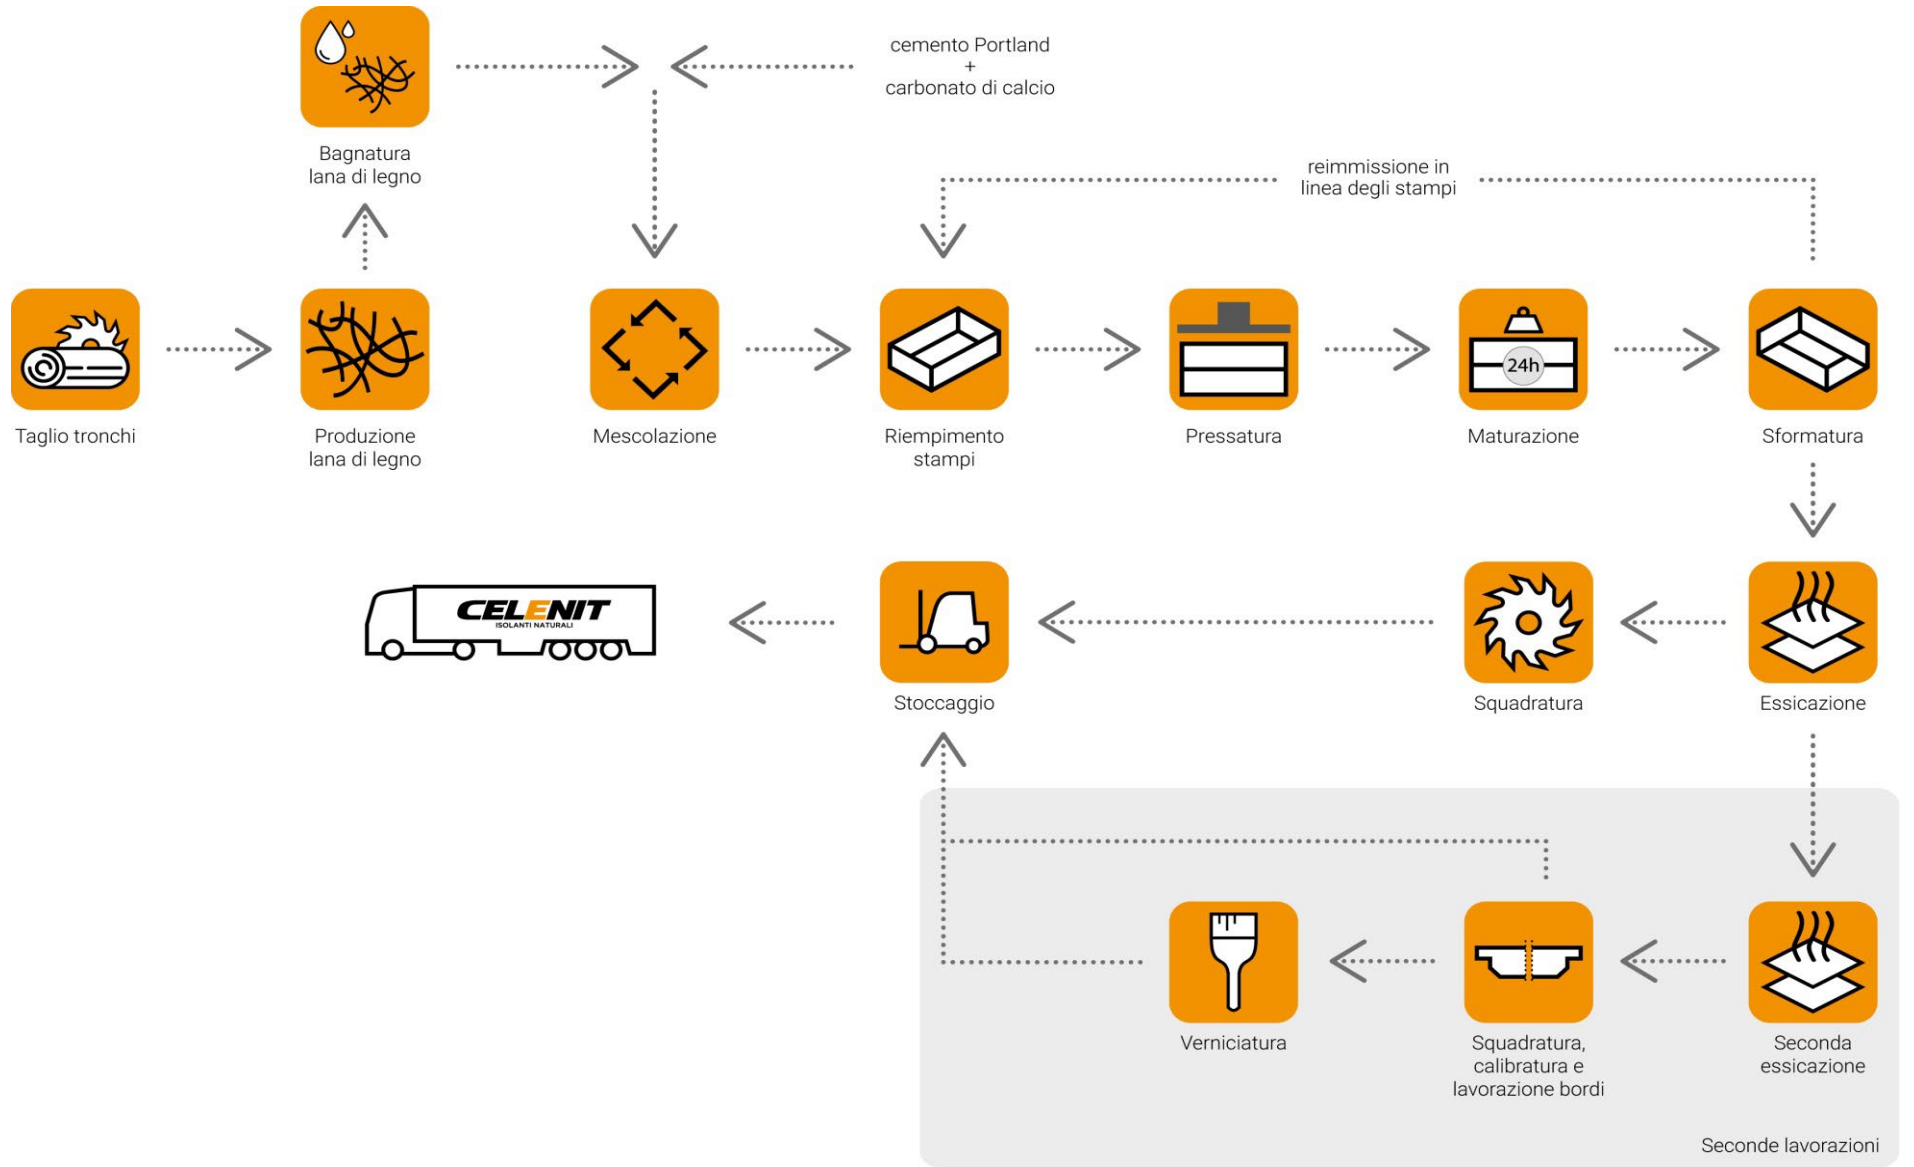 cemento Portland
+
carbonato di calcio
Bagnatura
lana di legno
reimmissione in
linea degli stampi
24h
Taglio tronchi
Produzione
lana di legno
Mescolazione
Riempimento
stampi
Pressatura
Maturazione
Sformatura
CELENIT
ISOLANTI NATURALI
Stoccaggio
Squadratura
Essicazione
Verniciatura
Squadratura,
calibratura e
lavorazione bordi
Seconda
essicazione
Seconde lavorazioni